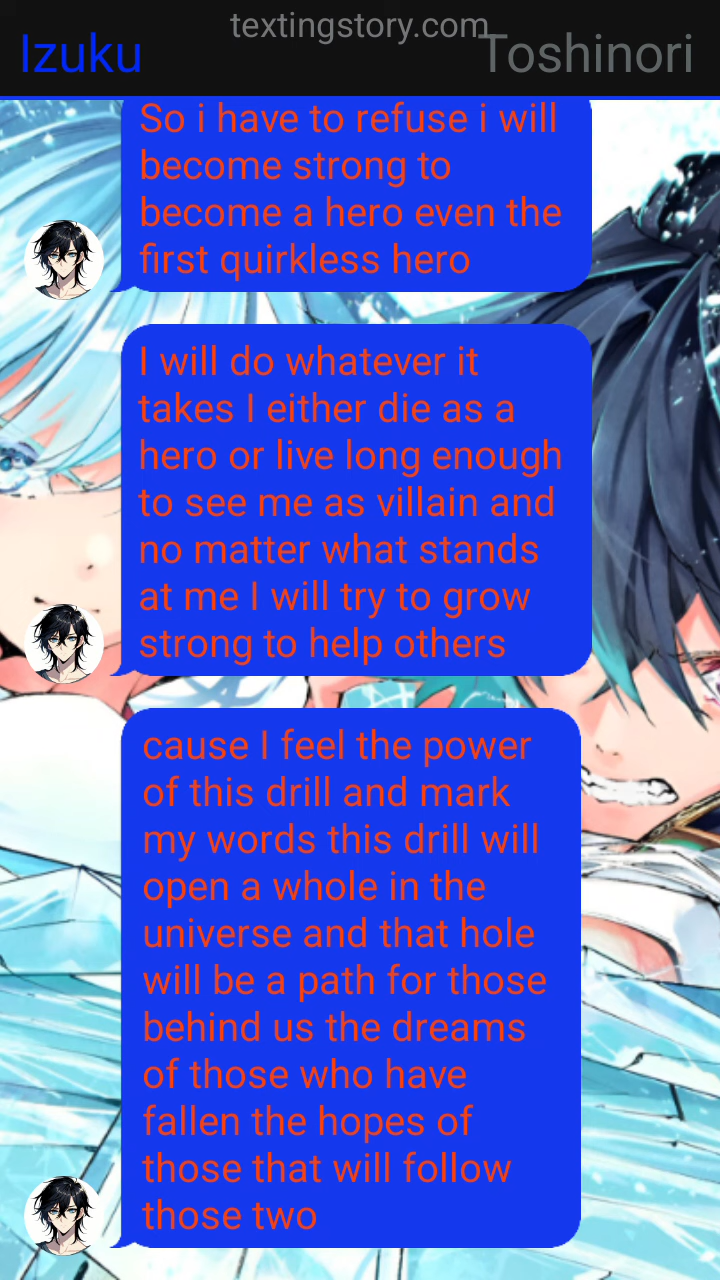 textingstory.com
Izuku
Toshinori
So i have to refuse i will
become strong to
become a hero even the
first quirkless hero
I will do whatever it
takes I either die as a
hero or live long enough
to see me as villain and
no matter what stands
at me I will try to grow
strong to help others
cause I feel the power
of this drill and mark
my words this drill will
open a whole in the
universe and that hole
will be a path for those
behind us the dreams
of those who have
fallen the hopes of
those that will follow
those two